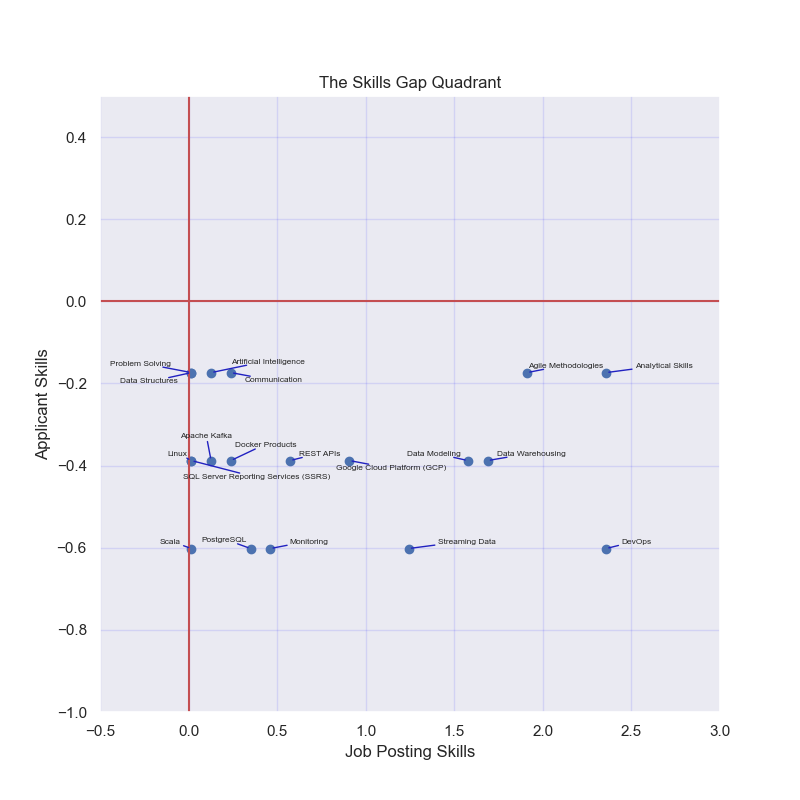 The Skills Gap Quadrant
0.4
0.2
0.0
−0.2
−0.4
−0.6
−0.8
−1.0
Applicant Skills
Problem Solving
Data Structures
Artificial Intelligence
Communication
Agile Methodologies
Analytical Skills
Apache Kafka
Docker Products
Linux
REST APIs
Google Cloud Platform (GCP)
Data Modeling
Data Warehousing
SQL Server Reporting Services (SSRS)
Scala
PostgreSQL
Monitoring
Streaming Data
DevOps
−0.5
0.0
0.5
1.0
1.5
2.0
2.5
3.0
Job Posting Skills